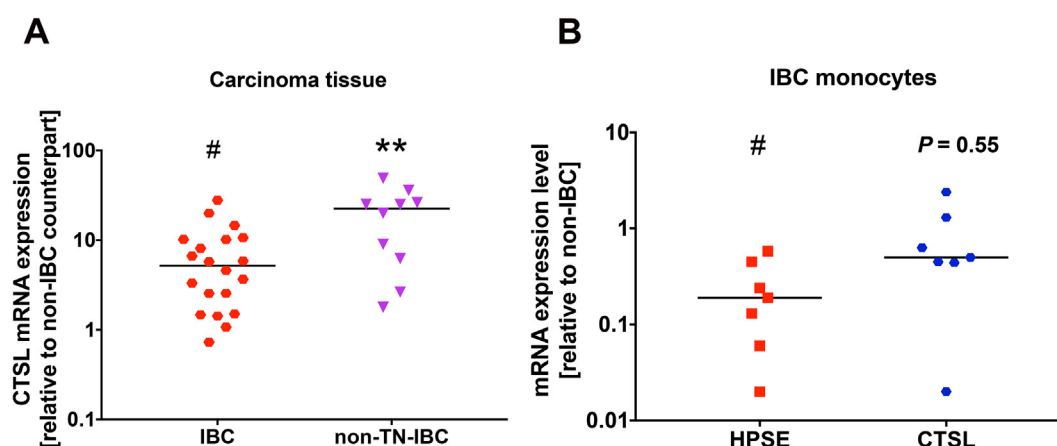 A
Carcinoma tissue
CTSL mRNA expression
[relative to non-IBC counterpart]
100
10
1
0.1
#
**
IBC
non-TN-IBC
B
IBC monocytes
mRNA expression level
[relative to non-IBC]
10
1
0.1
0.01
#
P = 0.55
HPSE
CTSL